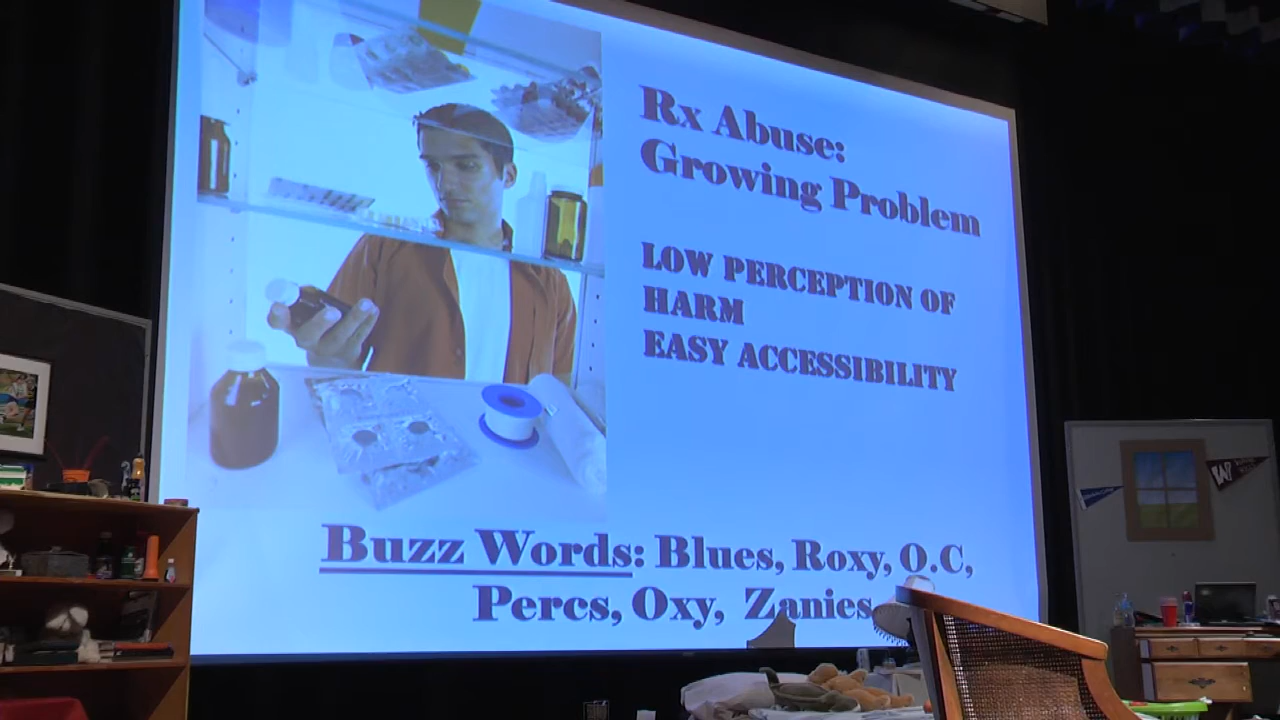 Rx Abuse:
Growing Problem
LOW PERCEPTION OF
HARM
EASY ACCESSIBILITY
Buzz Words: Blues, Roxy, O.C,
Percs, Oxy, Zanies
W